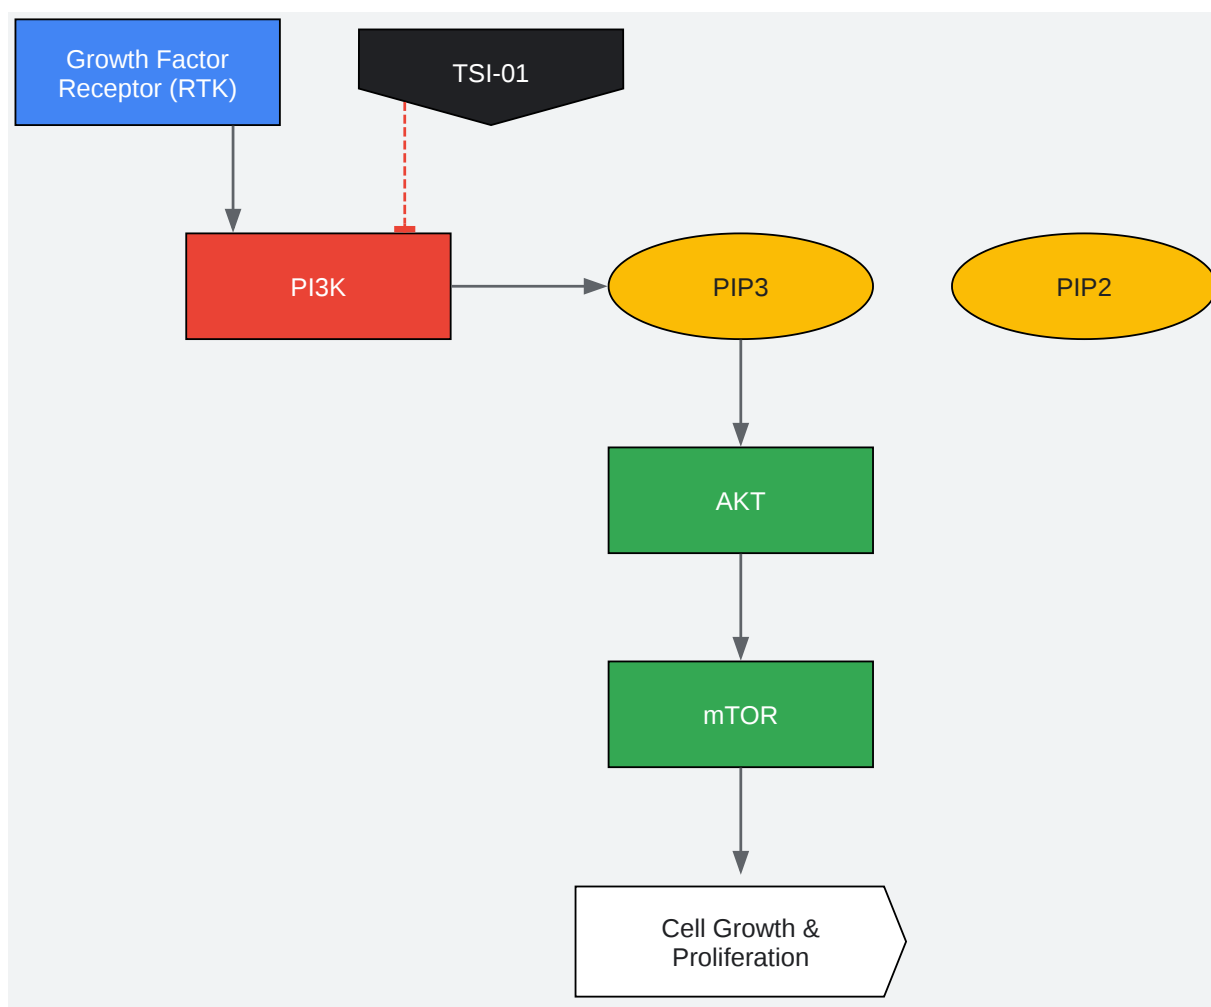 Growth Factor
Receptor (RTK)
TSI-01
PI3K
PIP3
PIP2
AKT
mTOR
Cell Growth &
Proliferation